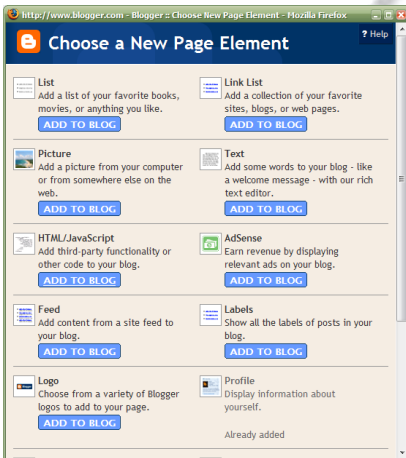 http://www.blogger.com - Blogger :: Choose New Page Element - Mozilla Firefox
Choose a New Page Element
? Help
List
Add a list of your favorite books,
movies, or anything you like.
ADD TO BLOG
Link List
Add a collection of your favorite
sites, blogs, or web pages.
ADD TO BLOG
Picture
Add a picture from your computer
or from somewhere else on the
web.
ADD TO BLOG
Text
Add some words to your blog - like
a welcome message - with our rich
text editor.
ADD TO BLOG
HTML/JavaScript
Add third-party functionality or
other code to your blog.
ADD TO BLOG
AdSense
Earn revenue by displaying
relevant ads on your blog.
ADD TO BLOG
Feed
Add content from a site feed to
your blog.
ADD TO BLOG
Labels
Show all the labels of posts in your
blog.
ADD TO BLOG
Logo
Choose from a variety of Blogger
logos to add to your page.
ADD TO BLOG
Profile
Display information about
yourself.
Already added